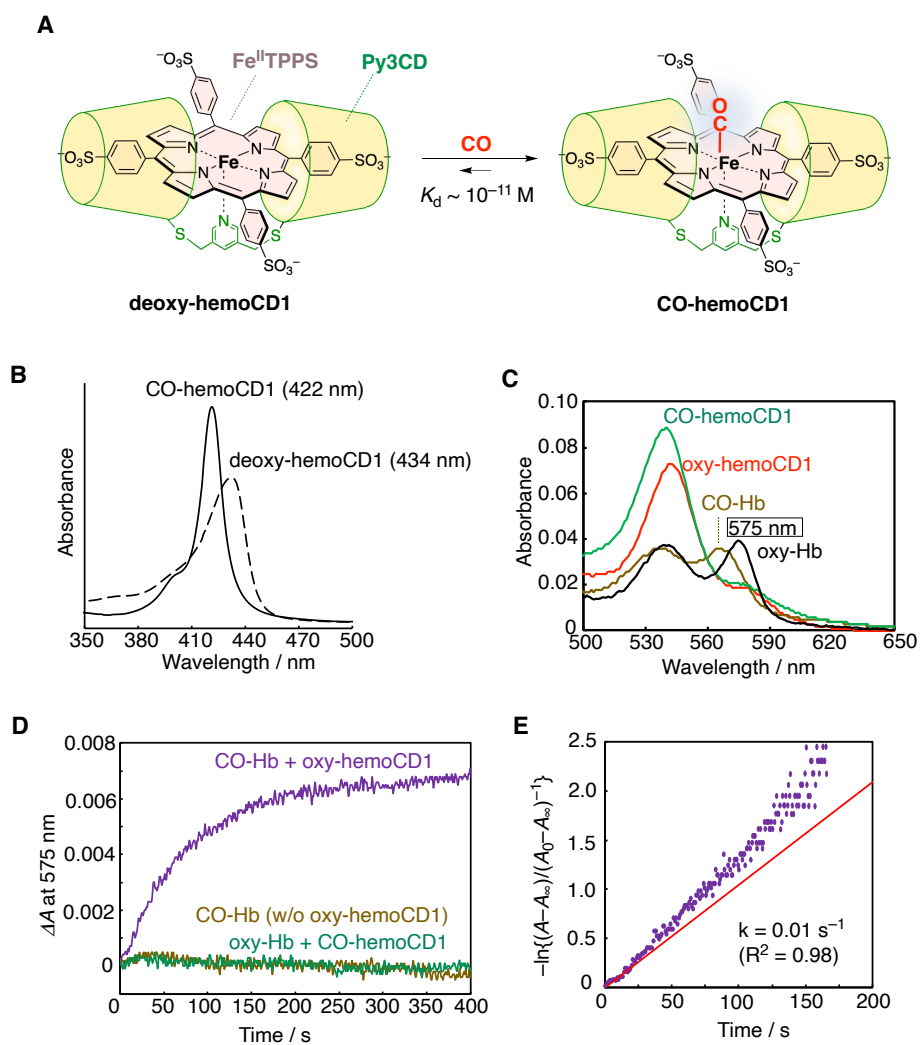 A
Fe^IITPPS
Py3CD
⁻O₃S
⁻O₃S
SO₃⁻
SO₃⁻
N
N
N
N
Fe
N
S
S
deoxy-hemoCD1
CO
K_d ~ 10⁻¹¹ M
⁻O₃S
O
C
⁻O₃S
SO₃⁻
SO₃⁻
N
N
N
N
Fe
N
S
S
CO-hemoCD1
B
CO-hemoCD1 (422 nm)
deoxy-hemoCD1 (434 nm)
Absorbance
350 380 410 440 470 500
Wavelength / nm
C
0.10
0.08
0.06
0.04
0.02
0
Absorbance
CO-hemoCD1
oxy-hemoCD1
CO-Hb
575 nm
oxy-Hb
500 530 560 590 620 650
Wavelength / nm
D
0.008
0.006
0.004
0.002
0
ΔA at 575 nm
CO-Hb + oxy-hemoCD1
CO-Hb (w/o oxy-hemoCD1)
oxy-Hb + CO-hemoCD1
0 50 100 150 200 250 300 350 400
Time / s
E
2.5
2.0
1.5
1.0
0.5
0
−ln{(A−A∞)/(A₀−A∞)⁻¹}
k = 0.01 s⁻¹
(R² = 0.98)
0 50 100 150 200
Time / s